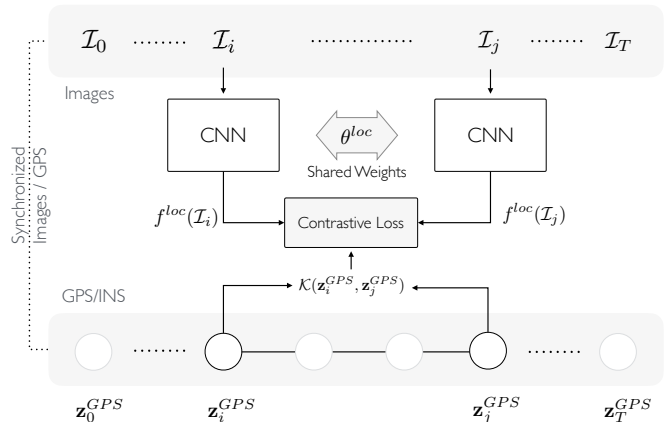 I_0 ........ I_i ............ I_j ........ I_T
Images
CNN
θ^{loc}
CNN
Shared Weights
Synchronized
Images / GPS
f^{loc}(I_i)
Contrastive Loss
f^{loc}(I_j)
K(z_i^{GPS}, z_j^{GPS})
GPS/INS
z_0^{GPS} z_i^{GPS} z_j^{GPS} z_T^{GPS}